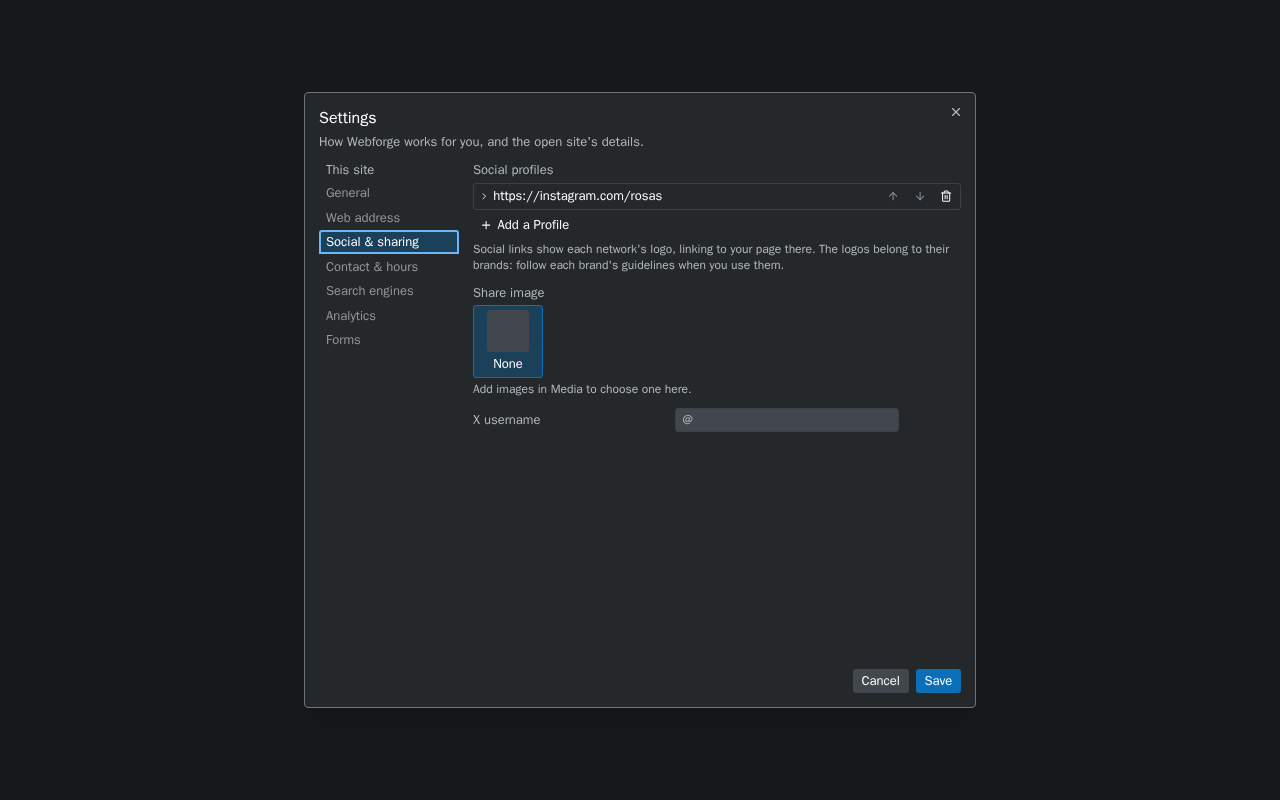 Settings
How Webforge works for you, and the open site's details.
This site
General
Web address
Social & sharing
Contact & hours
Search engines
Analytics
Forms
Social profiles
https://instagram.com/rosas
Add a Profile
Social links show each network's logo, linking to your page there. The logos belong to their
brands: follow each brand's guidelines when you use them.
Share image
None
Add images in Media to choose one here.
X username
@
Cancel
Save